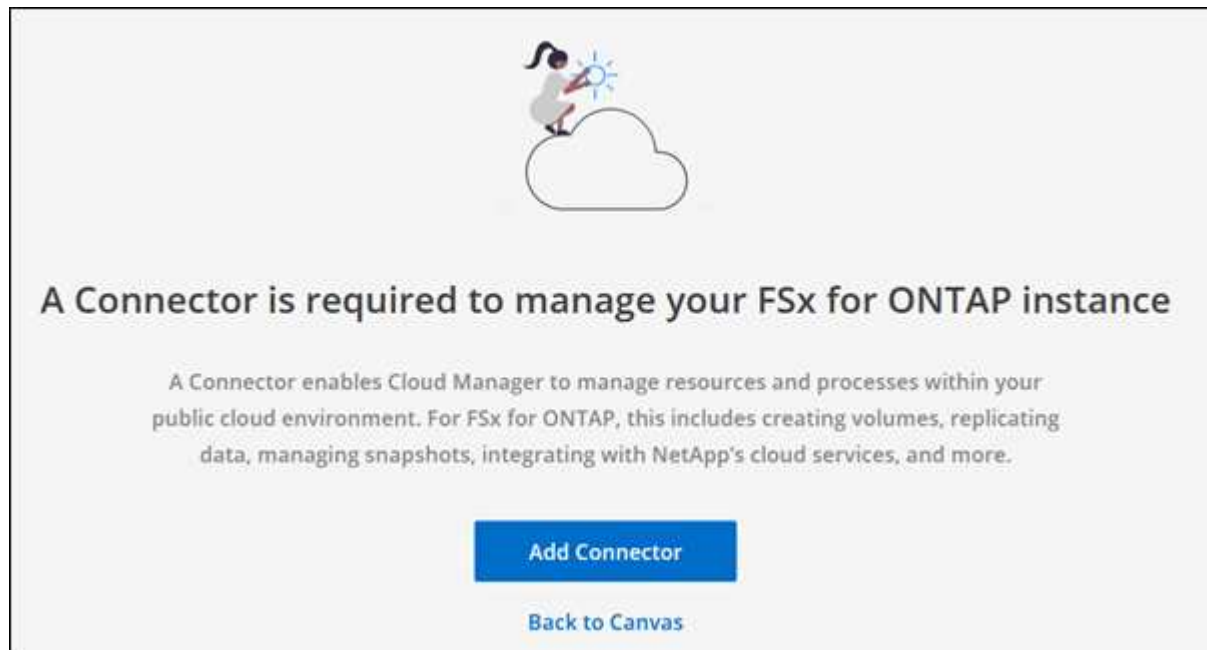 A Connector is required to manage your FSx for ONTAP instance
A Connector enables Cloud Manager to manage resources and processes within your
public cloud environment. For FSx for ONTAP, this includes creating volumes, replicating
data, managing snapshots, integrating with NetApp's cloud services, and more.
Add Connector
Back to Canvas